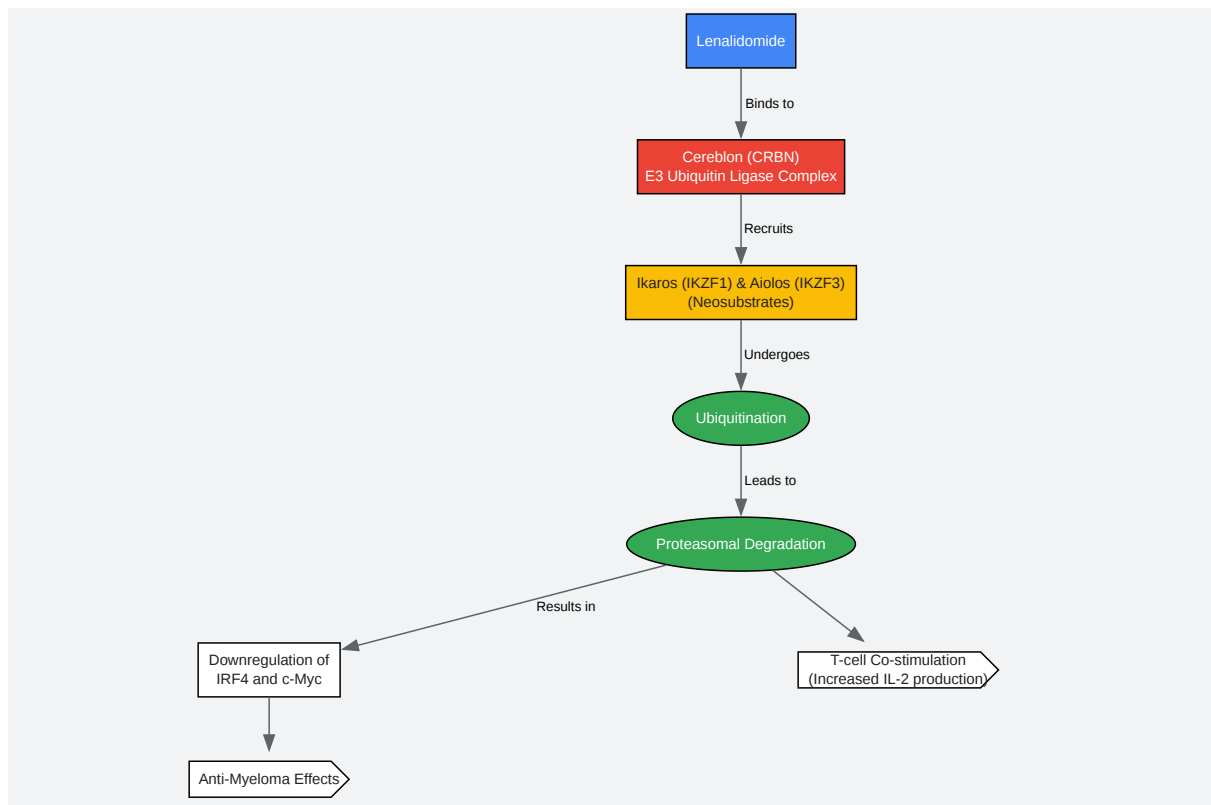 Lenalidomide
Binds to
Cereblon (CRBN)
E3 Ubiquitin Ligase Complex
Recruits
Ikaros (IKZF1) & Aiolos (IKZF3)
(Neosubstrates)
Undergoes
Ubiquitination
Leads to
Proteasomal Degradation
Results in
Downregulation of
IRF4 and c-Myc
T-cell Co-stimulation
(Increased IL-2 production)
Anti-Myeloma Effects